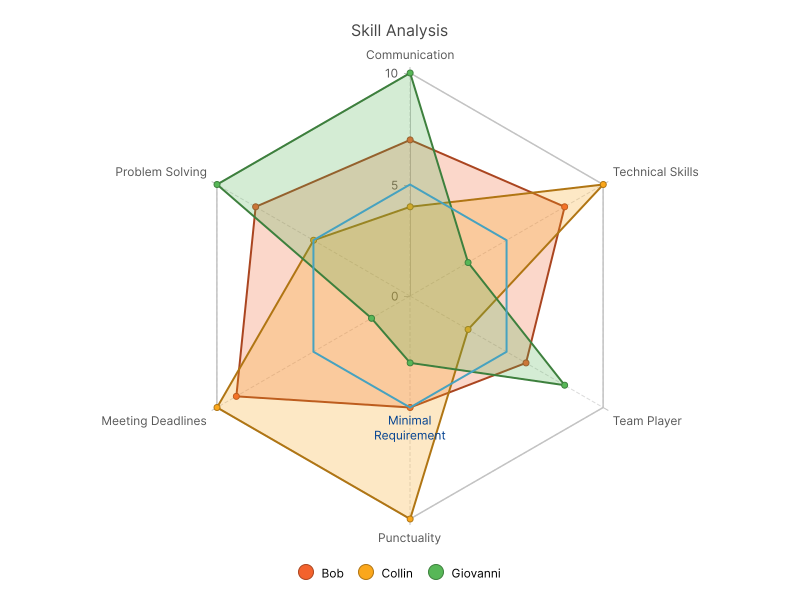 Skill Analysis
Communication
10
Problem Solving
Technical Skills
5
0
Meeting Deadlines
Minimal
Requirement
Team Player
Punctuality
Bob
Collin
Giovanni